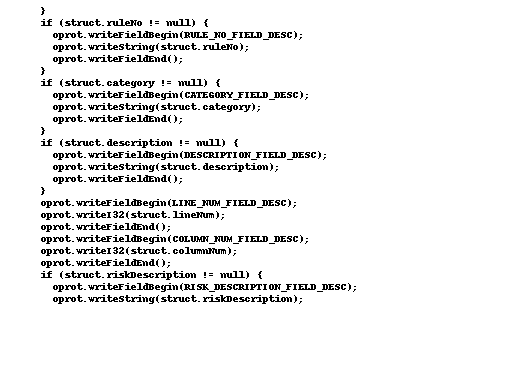 }
if (struct.ruleNo != null) {
oprot.writeFieldBegin(RULE_NO_FIELD_DESC);
oprot.writeString(struct.ruleNo);
oprot.writeFieldEnd();
}
if (struct.category != null) {
oprot.writeFieldBegin(CATEGORY_FIELD_DESC);
oprot.writeString(struct.category);
oprot.writeFieldEnd();
}
if (struct.description != null) {
oprot.writeFieldBegin(DESCRIPTION_FIELD_DESC);
oprot.writeString(struct.description);
oprot.writeFieldEnd();
}
oprot.writeFieldBegin(LINE_NUM_FIELD_DESC);
oprot.writeI32(struct.lineNum);
oprot.writeFieldEnd();
oprot.writeFieldBegin(COLUMN_NUM_FIELD_DESC);
oprot.writeI32(struct.columnNum);
oprot.writeFieldEnd();
if (struct.riskDescription != null) {
oprot.writeFieldBegin(RISK_DESCRIPTION_FIELD_DESC);
oprot.writeString(struct.riskDescription);